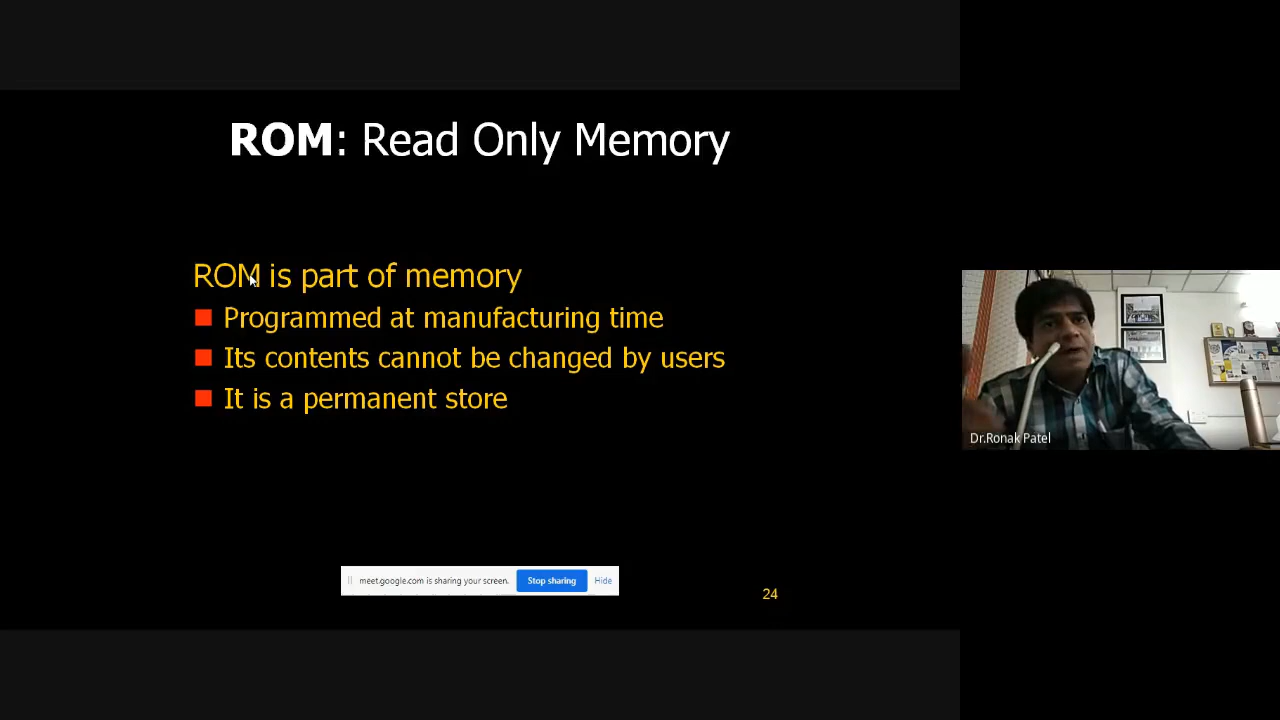 ROM: Read Only Memory
ROM is part of memory
Programmed at manufacturing time
Its contents cannot be changed by users
It is a permanent store
meet.google.com is sharing your screen.
Stop sharing
Hide
24
Dr.Ronak Patel